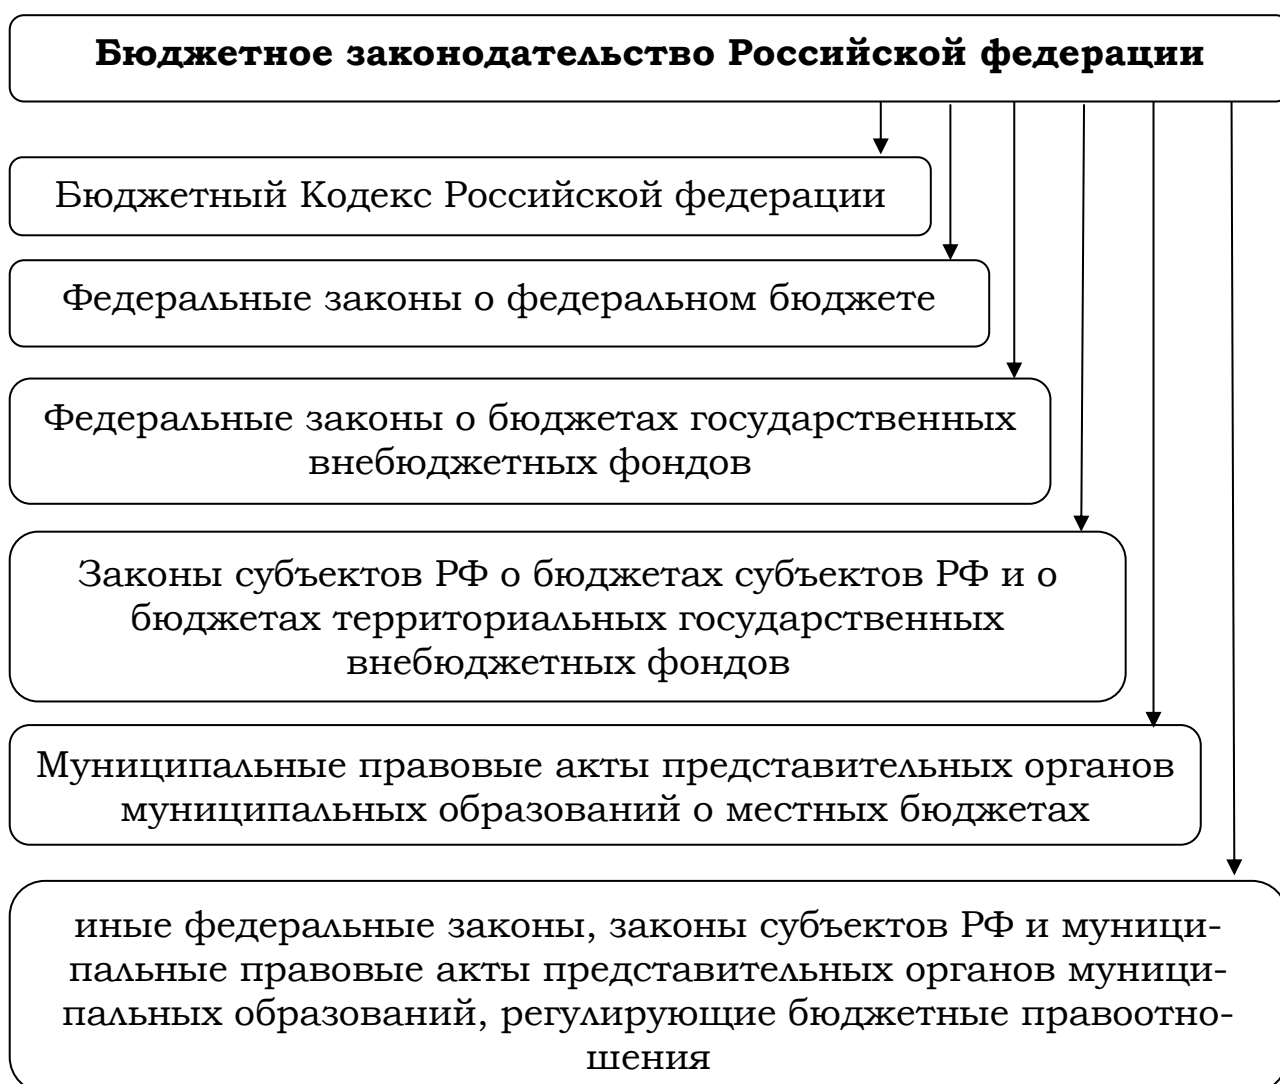 Бюджетное законодательство Российской федерации
Бюджетный Кодекс Российской федерации
Федеральные законы о федеральном бюджете
Федеральные законы о бюджетах государственных
внебюджетных фондов
Законы субъектов РФ о бюджетах субъектов РФ и о
бюджетах территориальных государственных
внебюджетных фондов
Муниципальные правовые акты представительных органов
муниципальных образований о местных бюджетах
иные федеральные законы, законы субъектов РФ и муници-
пальные правовые акты представительных органов муници-
пальных образований, регулирующие бюджетные правоотно-
шения